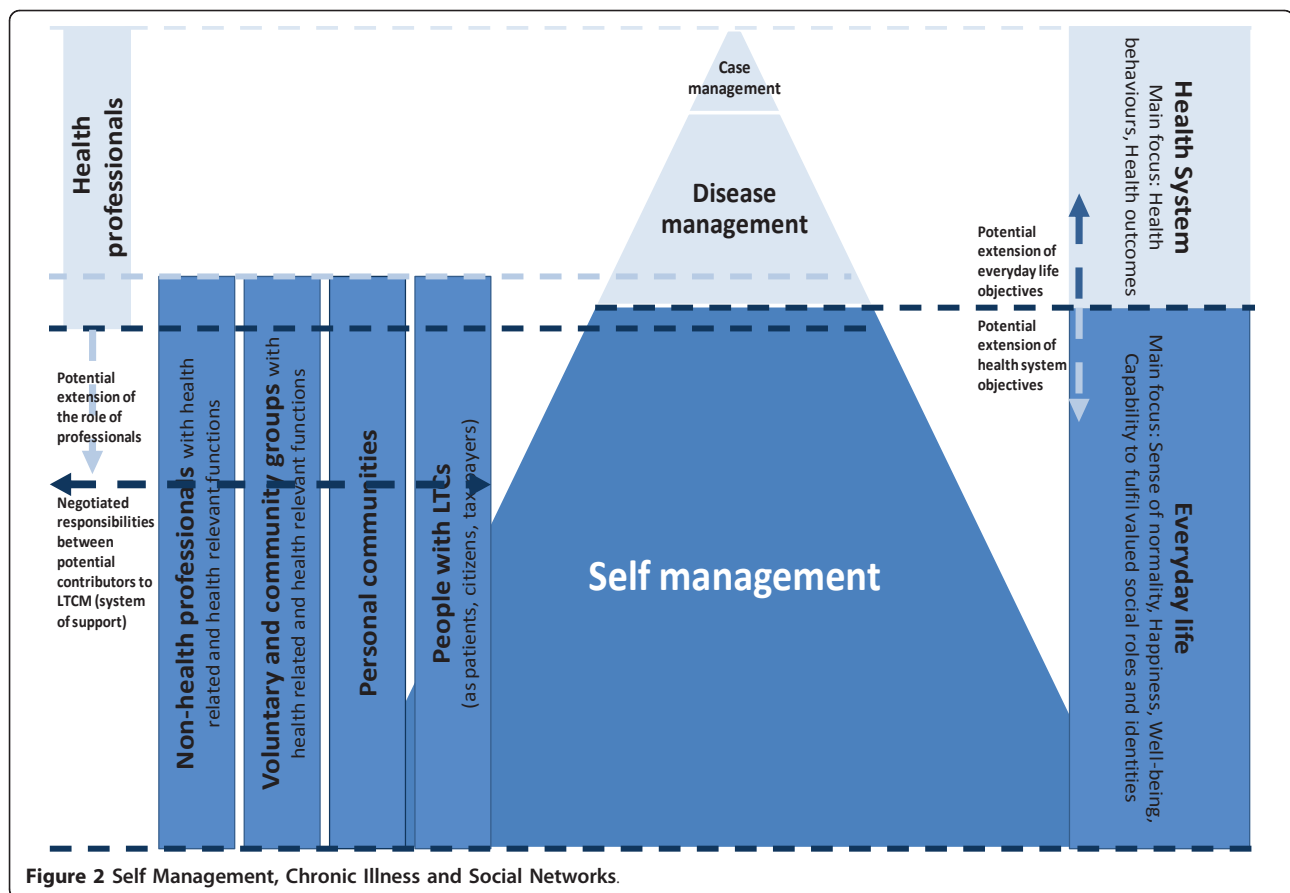 Health
professionals
Potential
extension of
the role of
professionals
Negotiated
responsibilities
between
potential
contributors to
LTCM (system
of support)
Non-health professionals with health
related and health relevant functions
Voluntary and community groups with
health related and health relevant functions
Personal communities
People with LTCs
(as patients, citizens, taxpayers)
Case
management
Disease
management
Self management
Potential
extension of
everyday life
objectives
Potential
extension of
health system
objectives
Health System
Main focus: Health
behaviours, Health outcomes
Everyday life
Main focus: Sense of normality, Happiness, Well-being,
Capability to fulfil valued social roles and identities
Figure 2 Self Management, Chronic Illness and Social Networks.